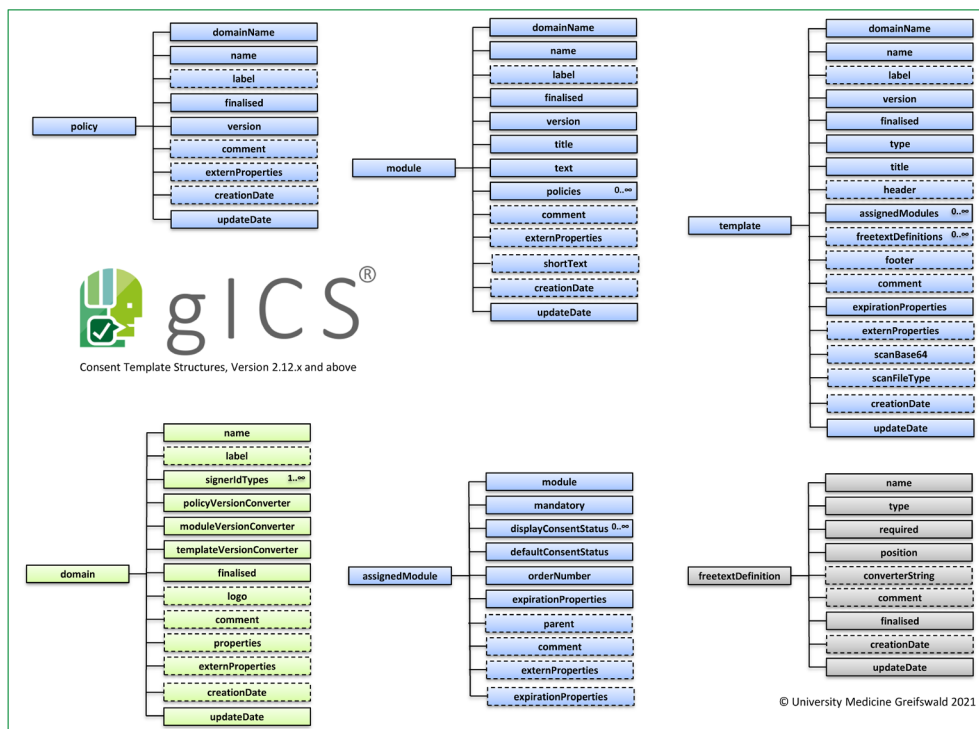 policy
domainName
name
label
finalised
version
comment
externProperties
creationDate
updateDate
module
domainName
name
label
finalised
version
title
text
policies 0..∞
comment
externProperties
shortText
creationDate
updateDate
template
domainName
name
label
version
finalised
type
title
header
assignedModules 0..∞
freetextDefinitions 0..∞
footer
comment
expirationProperties
externProperties
scanBase64
scanFileType
creationDate
updateDate
gICS®
Consent Template Structures, Version 2.12.x and above
domain
name
label
signerIdTypes 1..∞
policyVersionConverter
moduleVersionConverter
templateVersionConverter
finalised
logo
comment
properties
externProperties
creationDate
updateDate
assignedModule
module
mandatory
displayConsentStatus 0..∞
defaultConsentStatus
orderNumber
expirationProperties
parent
comment
externProperties
expirationProperties
freetextDefinition
name
type
required
position
converterString
comment
finalised
creationDate
updateDate
© University Medicine Greifswald 2021